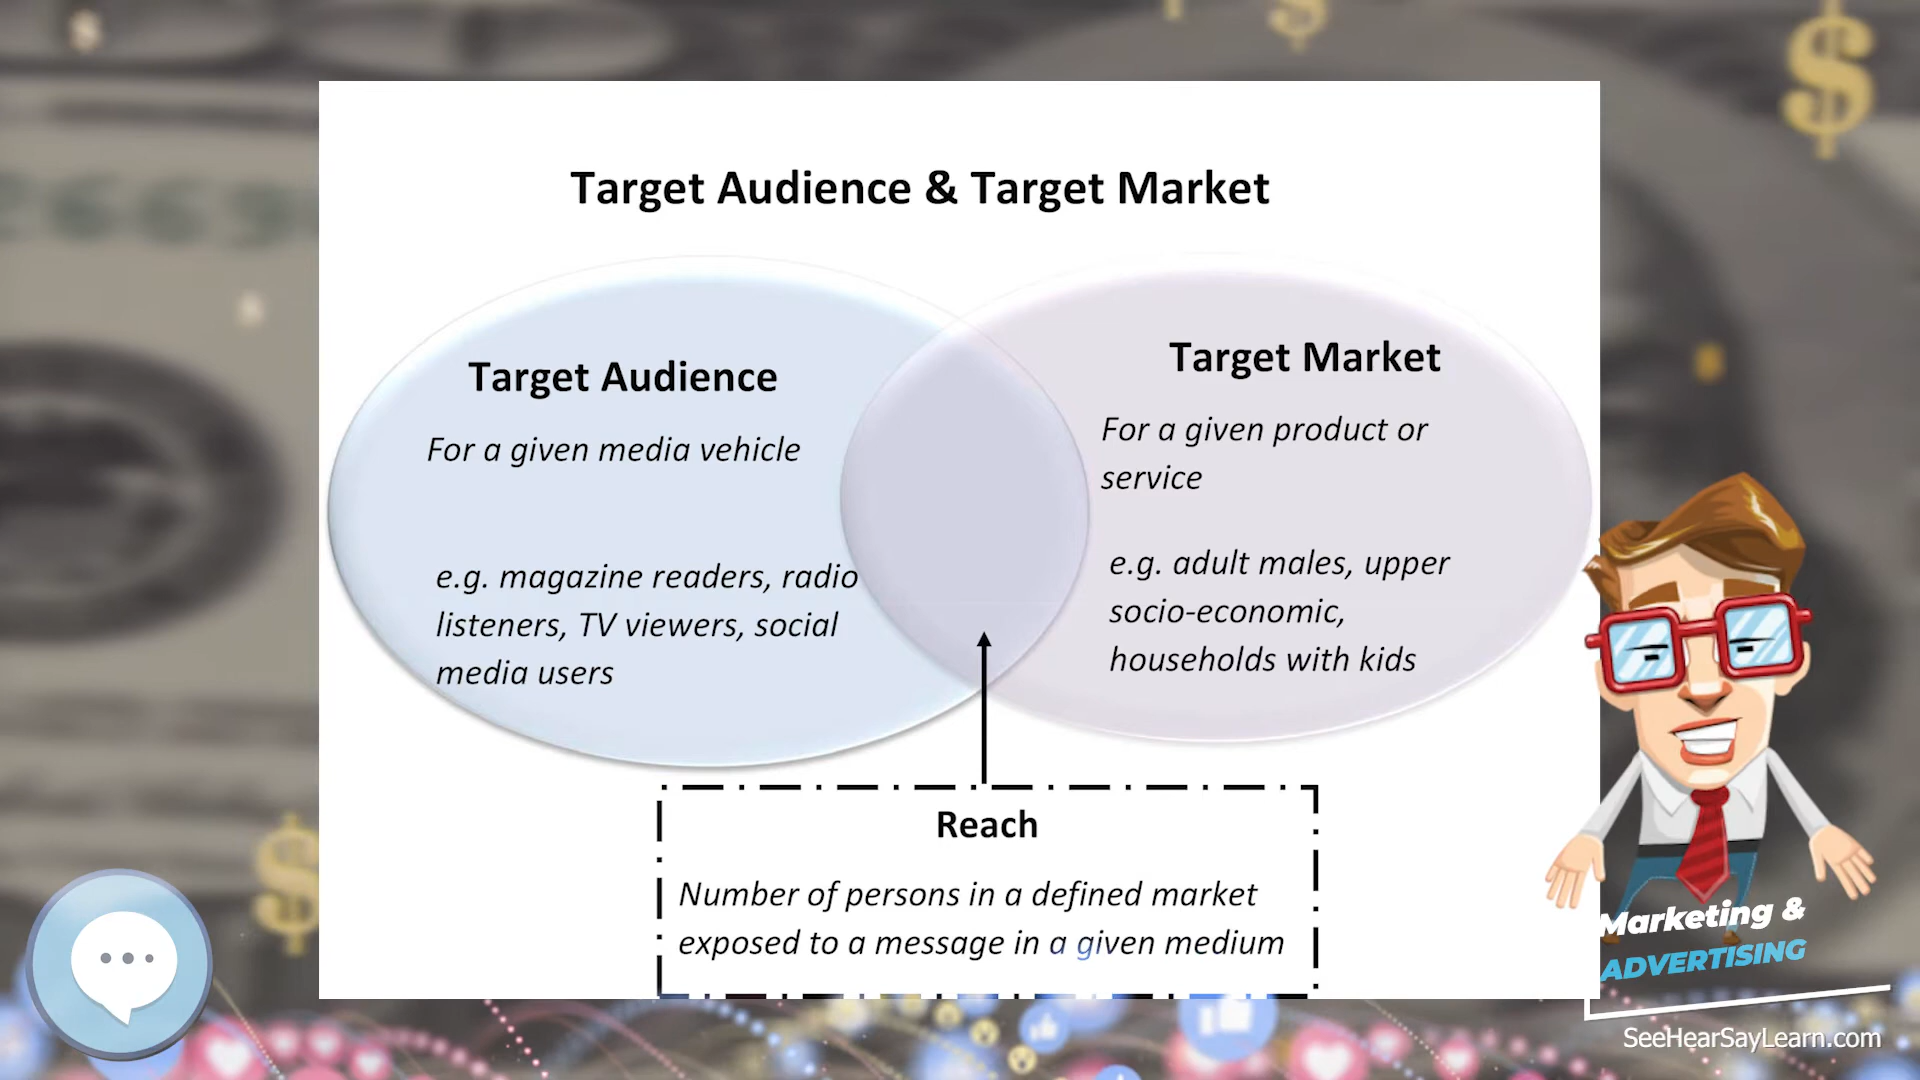 Target Audience & Target Market
Target Audience
For a given media vehicle
e.g. magazine readers, radio
listeners, TV viewers, social
media users
Target Market
For a given product or
service
e.g. adult males, upper
socio-economic,
households with kids
Reach
Number of persons in a defined market
exposed to a message in a given medium
Marketing &
ADVERTISING
SeeHearSayLearn.com